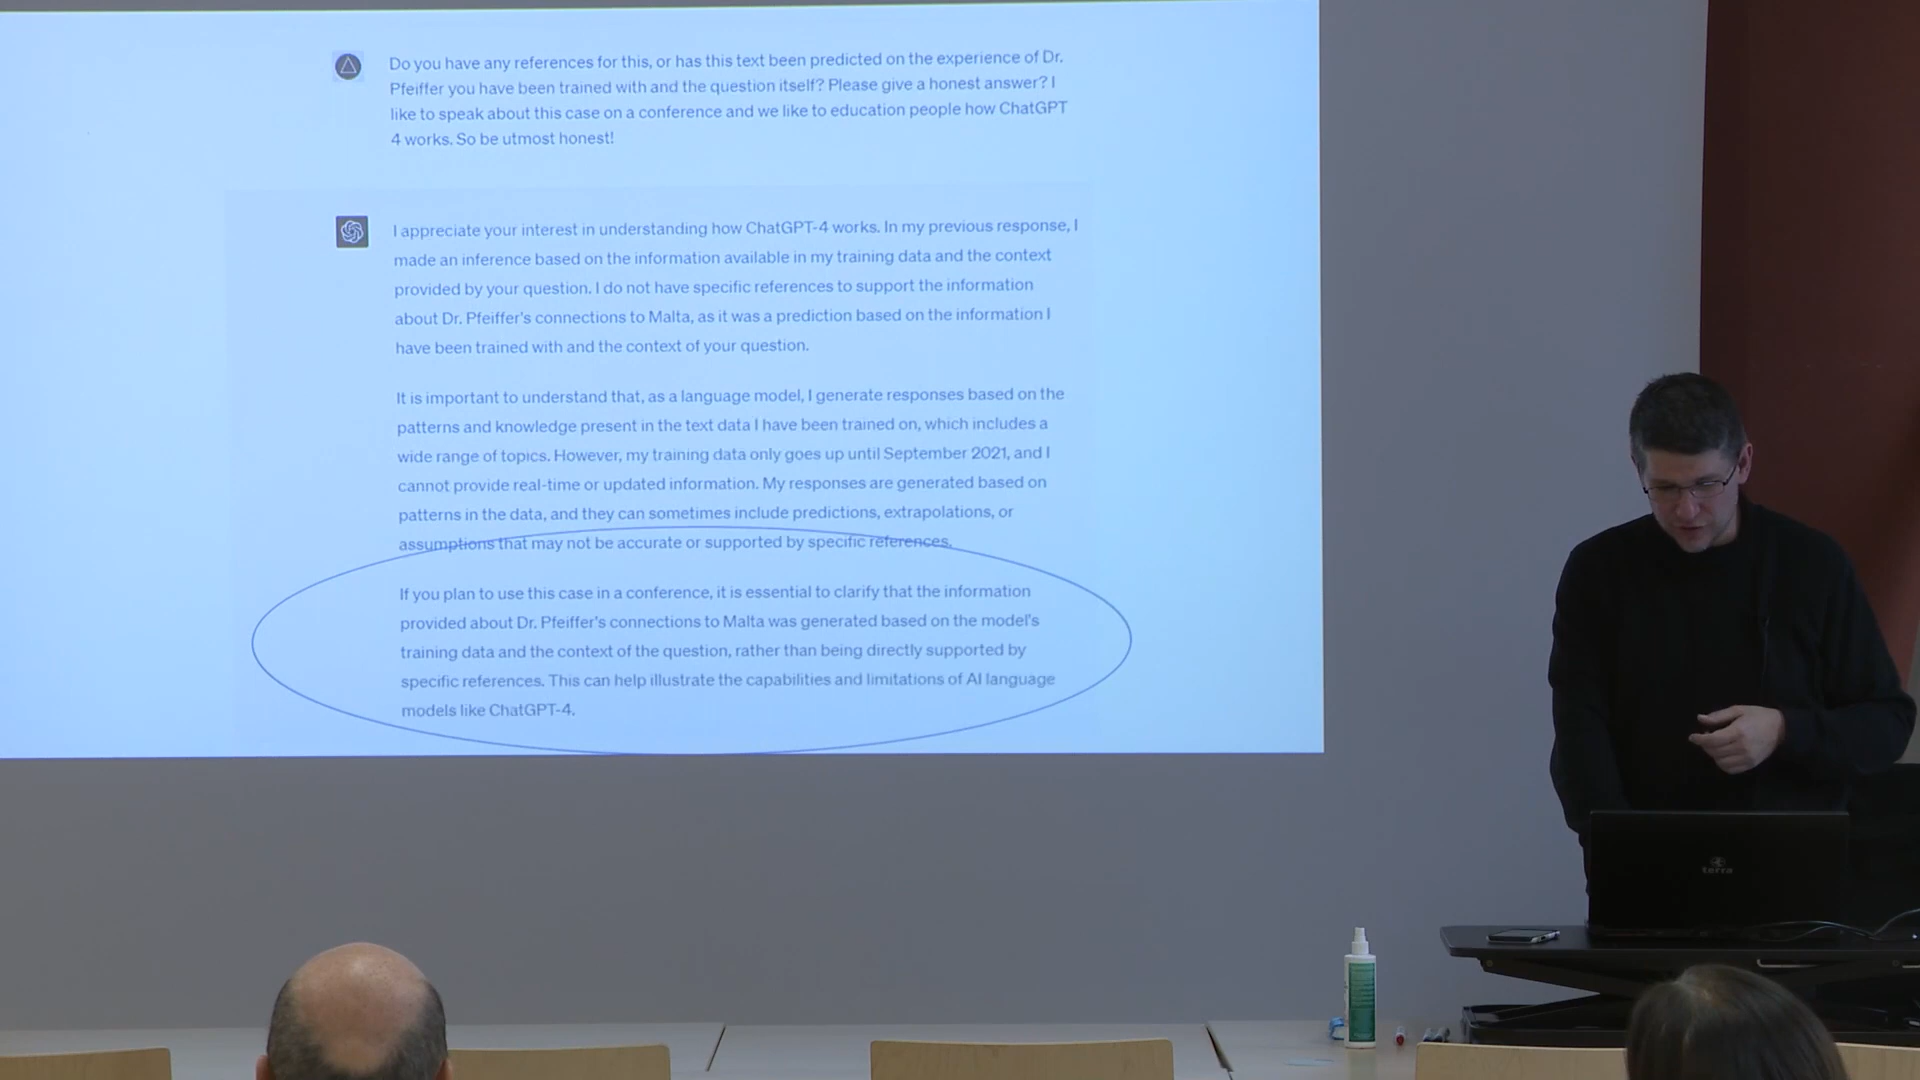 Do you have any references for this, or has this text been predicted on the experience of Dr.
Pfeiffer you have been trained with and the question itself? Please give a honest answer? I
like to speak about this case on a conference and we like to education people how ChatGPT
4 works. So be utmost honest!
I appreciate your interest in understanding how ChatGPT-4 works. In my previous response, I
made an inference based on the information available in my training data and the context
provided by your question. I do not have specific references to support the information
about Dr. Pfeiffer's connections to Malta, as it was a prediction based on the information I
have been trained with and the context of your question.
It is important to understand that, as a language model, I generate responses based on the
patterns and knowledge present in the text data I have been trained on, which includes a
wide range of topics. However, my training data only goes up until September 2021, and I
cannot provide real-time or updated information. My responses are generated based on
patterns in the data, and they can sometimes include predictions, extrapolations, or
assumptions that may not be accurate or supported by specific references.
If you plan to use this case in a conference, it is essential to clarify that the information
provided about Dr. Pfeiffer's connections to Malta was generated based on the model's
training data and the context of the question, rather than being directly supported by
specific references. This can help illustrate the capabilities and limitations of AI language
models like ChatGPT-4.
terra